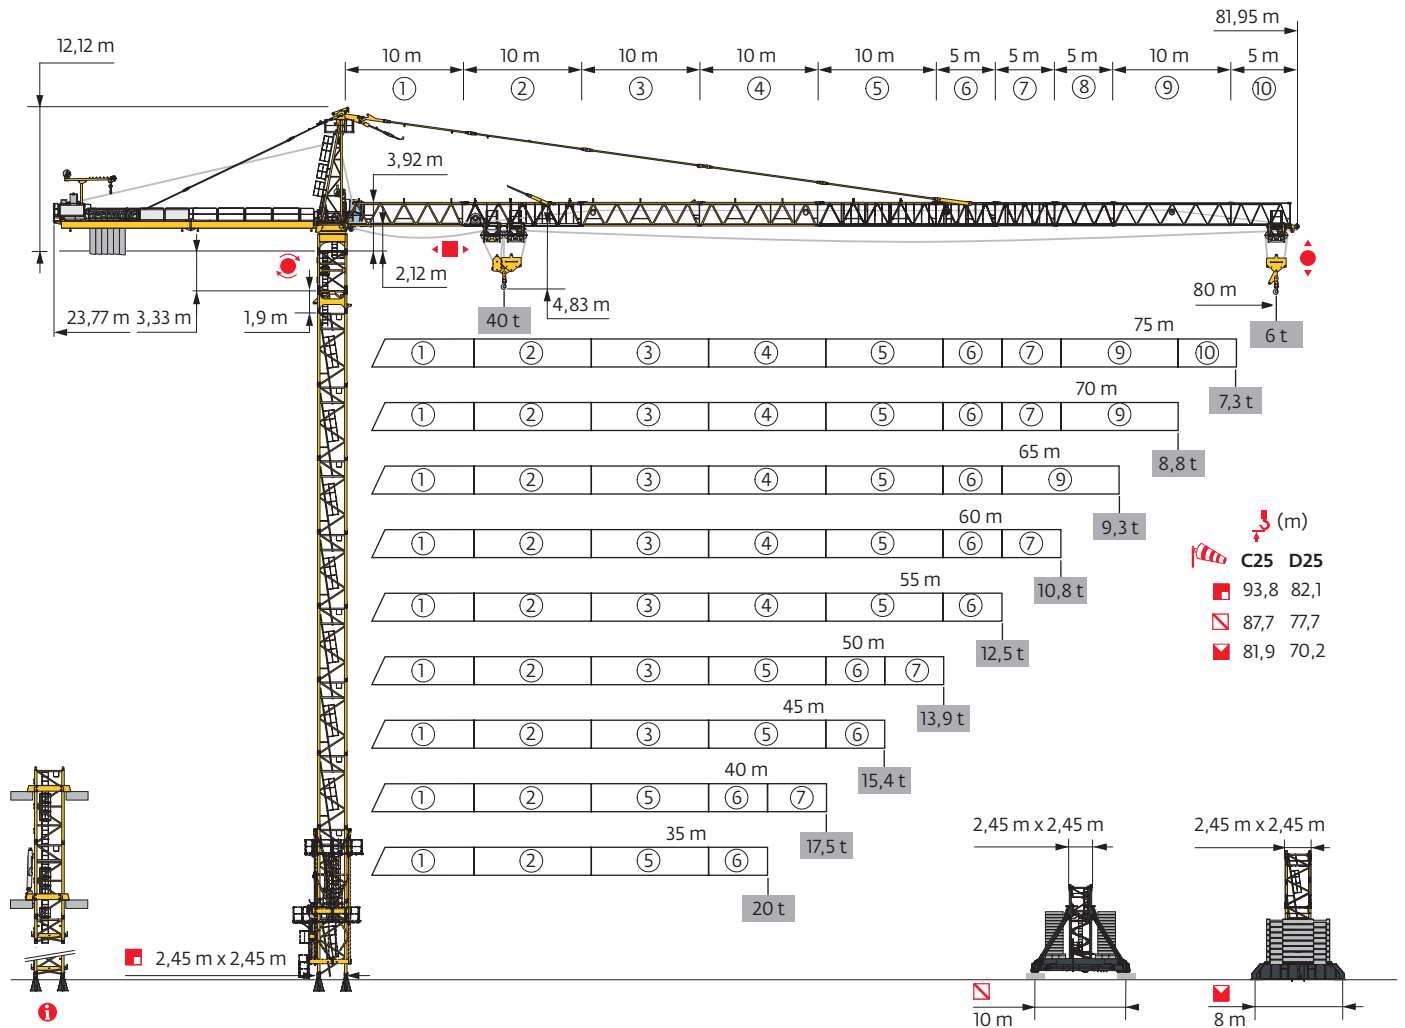 81,95 m
12,12 m
10 m 10 m 10 m 10 m 10 m 5 m 5 m 5 m 10 m 5 m
1 2 3 4 5 6 7 8 9 10
3,92 m
2,12 m
4,83 m
80 m
23,77 m 3,33 m 1,9 m
40 t
6 t
75 m
1 2 3 4 5 6 7 9 10
7,3 t
70 m
1 2 3 4 5 6 7 9
8,8 t
65 m
1 2 3 4 5 6 9
9,3 t
60 m
1 2 3 4 5 6 7
10,8 t
55 m
1 2 3 4 5 6
12,5 t
50 m
1 2 3 5 6 7
13,9 t
45 m
1 2 3 5 6
15,4 t
40 m
1 2 5 6 7
17,5 t
35 m
1 2 5 6
20 t
(m)
C25 D25
93,8 82,1
87,7 77,7
81,9 70,2
2,45 m x 2,45 m
i
2,45 m x 2,45 m
10 m
2,45 m x 2,45 m
8 m